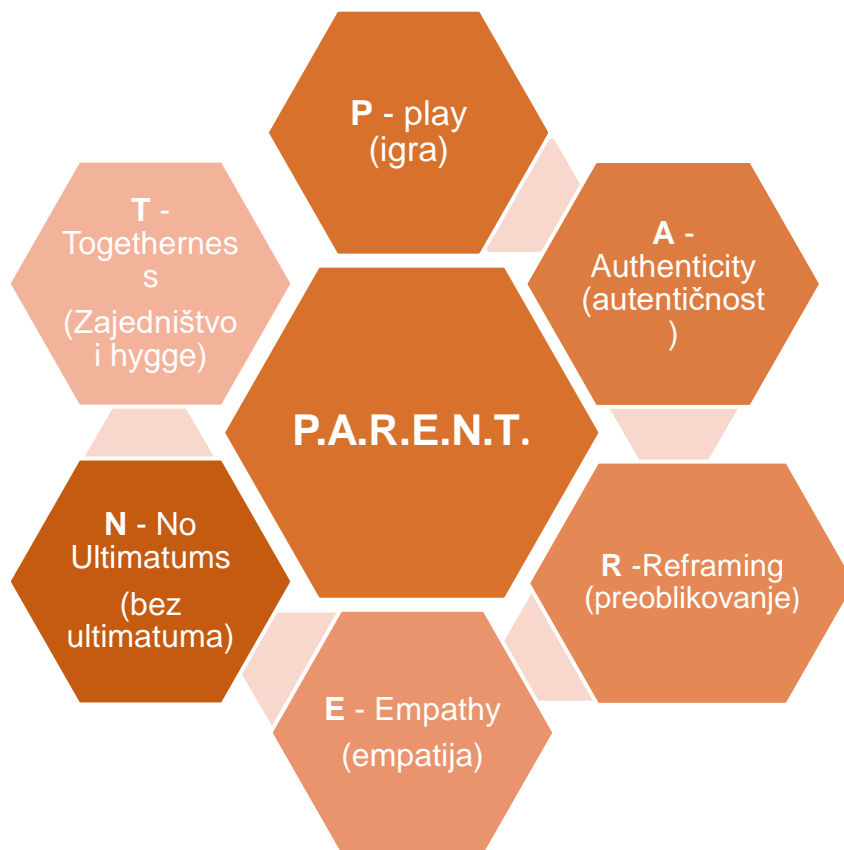 P - play
(igra)
A -
Authenticity
(autentičnost
)
R -Reframing
(preoblikovanje)
E - Empathy
(empatija)
N - No
Ultimatums
(bez
ultimatuma)
T -
Togethernes
s
(Zajedništvo
i hygge)
P.A.R.E.N.T.